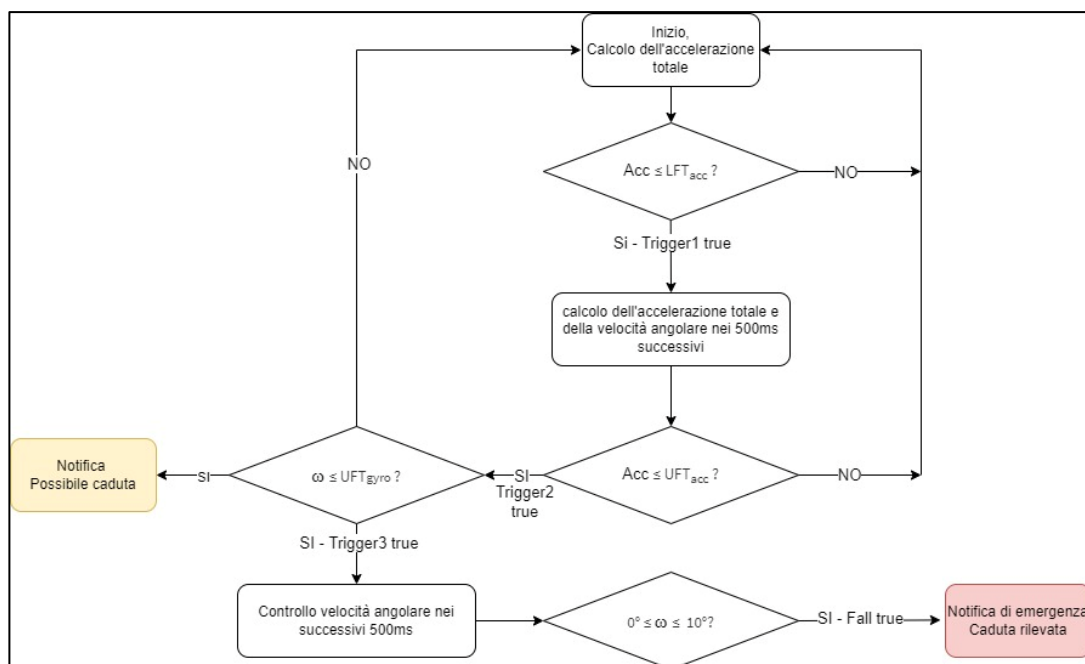 Inizio,
Calcolo dell'accelerazione
totale
NO
Acc ≤ LFTacc ?
NO
Si - Trigger1 true
calcolo dell'accelerazione totale e
della velocità angolare nei 500ms
successivi
Notifica
Possibile caduta
SI
ω ≤ UFTgyro ?
SI
Trigger2
true
Acc ≤ UFTacc ?
NO
SI - Trigger3 true
Controllo velocità angolare nei
successivi 500ms
0° ≤ ω ≤ 10°?
SI - Fall true
Notifica di emergenza
Caduta rilevata